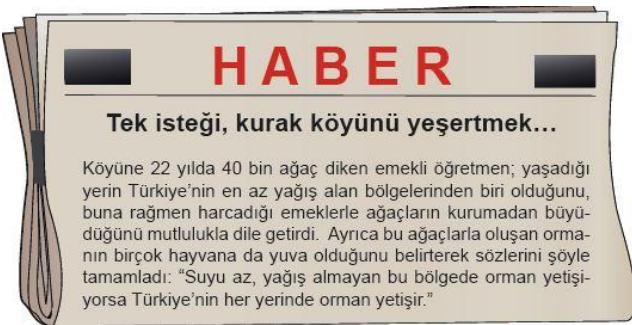 HABER
Tek isteği, kurak köyünü yeşertmek...
Köyüne 22 yılda 40 bin ağaç diken emekli öğretmen; yaşadığı
yerin Türkiye'nin en az yağış alan bölgelerinden biri olduğunu,
buna rağmen harcadığı emeklerle ağaçların kurumadan büyü-
düğünü mutlulukla dile getirdi. Ayrıca bu ağaçlarla oluşan orma-
nın birçok hayvana da yuva olduğunu belirterek sözlerini şöyle
tamamladı: “Suyu az, yağış almayan bu bölgede orman yetişi-
yorsa Türkiye'nin her yerinde orman yetişir.”